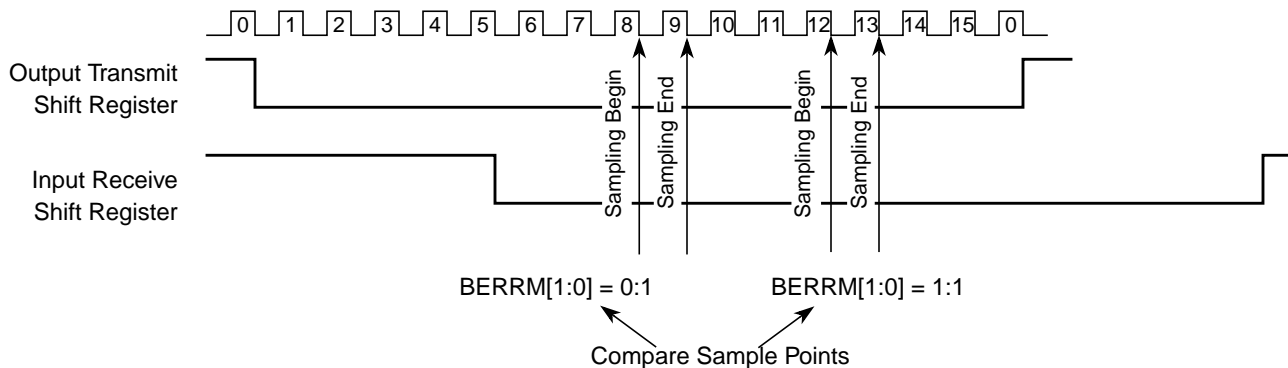 0 1 2 3 4 5 6 7 8 9 10 11 12 13 14 15 0
Output Transmit
Shift Register
Input Receive
Shift Register
Sampling Begin
Sampling End
Sampling Begin
Sampling End
BERRM[1:0] = 0:1
BERRM[1:0] = 1:1
Compare Sample Points